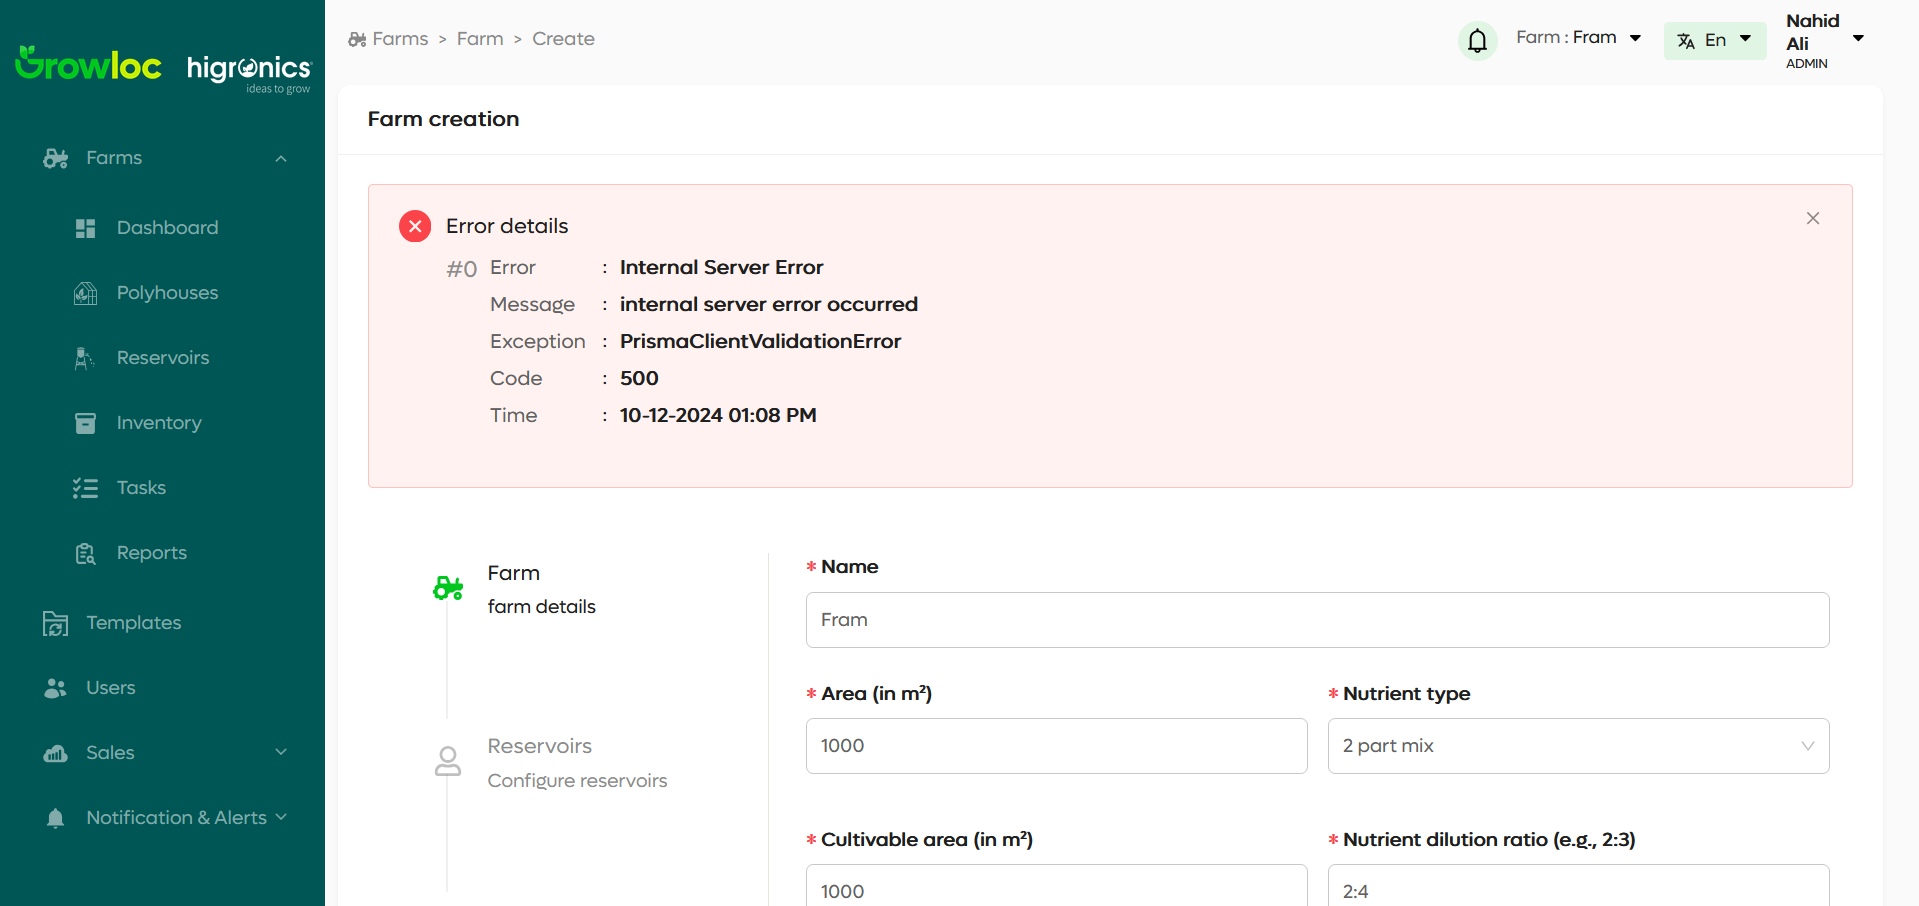 Growloc
higronics
ideas to grow
Farms > Farm > Create
Farm : Fram
En
Nahid
Ali
ADMIN
Farms
Dashboard
Polyhouses
Reservoirs
Inventory
Tasks
Reports
Templates
Users
Sales
Notification & Alerts
Farm creation
Error details
#0 Error : Internal Server Error
Message : internal server error occurred
Exception : PrismaClientValidationError
Code : 500
Time : 10-12-2024 01:08 PM
Farm
farm details
Reservoirs
Configure reservoirs
* Name
Fram
* Area (in m²)
1000
* Nutrient type
2 part mix
* Cultivable area (in m²)
1000
* Nutrient dilution ratio (e.g., 2:3)
2:4